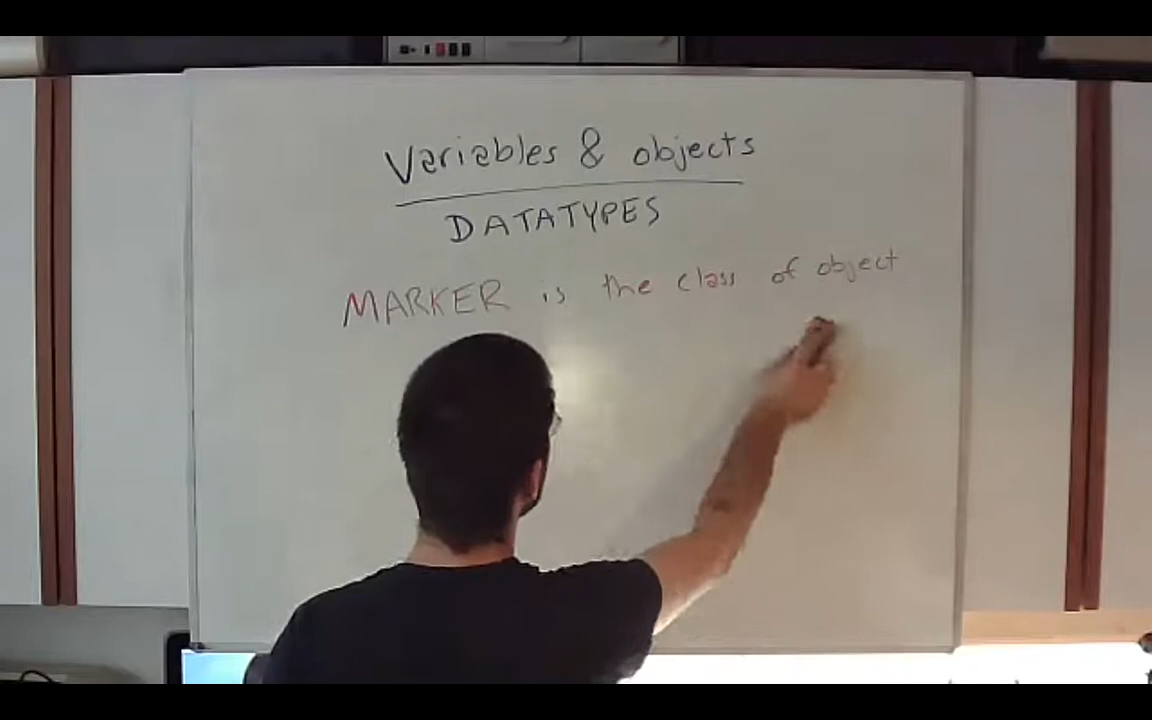 Variables & objects
DATATYPES
MARKER is the class of object